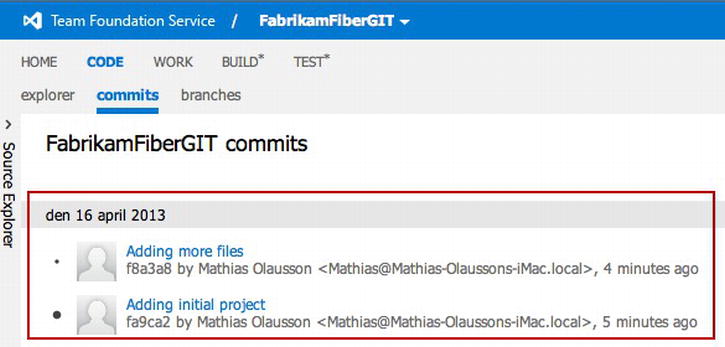 Team Foundation Service / FabrikamFiberGIT
HOME CODE WORK BUILD* TEST*
explorer commits branches
Source Explorer
FabrikamFiberGIT commits
den 16 april 2013
Adding more files
f8a3a8 by Mathias Olausson <Mathias@Mathias-Olaussons-iMac.local>, 4 minutes ago
Adding initial project
fa9ca2 by Mathias Olausson <Mathias@Mathias-Olaussons-iMac.local>, 5 minutes ago